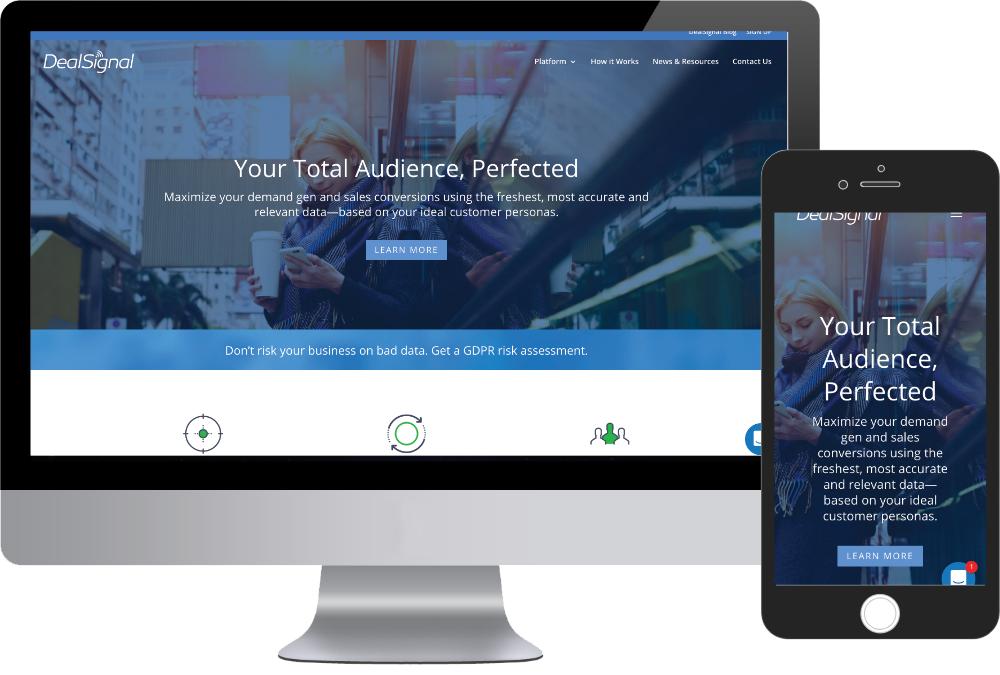 DealSignal Blog SIGN UP
DealSignal
Platform
How it Works
News & Resources
Contact Us
Your Total Audience, Perfected
Maximize your demand gen and sales conversions using the freshest, most accurate and
relevant data—based on your ideal customer personas.
LEARN MORE
Don’t risk your business on bad data. Get a GDPR risk assessment.
DealSignal
Your Total
Audience,
Perfected
Maximize your demand
gen and sales
conversions using the
freshest, most accurate
and relevant data—
based on your ideal
customer personas.
LEARN MORE
1